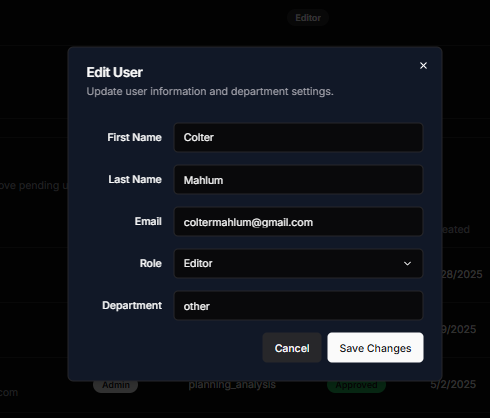 Editor
Edit User
Update user information and department settings.
First Name Colter
Last Name Mahlum
ove pending u
Email coltermahlum@gmail.com
eated
Role Editor
28/2025
Department other
9/2025
Cancel Save Changes
Admin planning_analysis Approved 5/2/2025
com